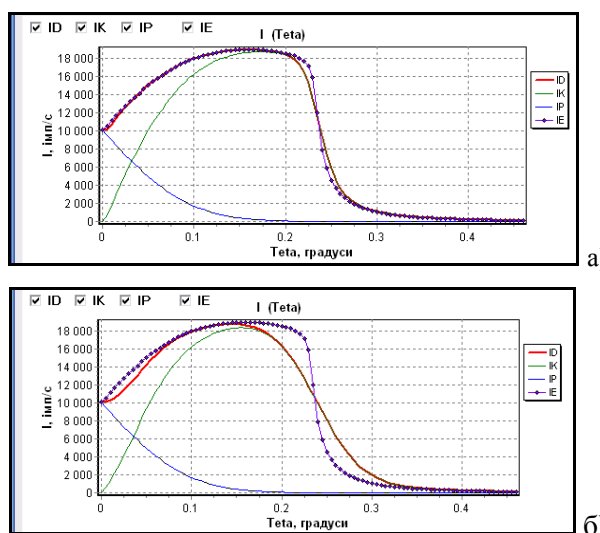 ID IK IP IE
I (Teta)
I, імп/с
18 000
16 000
14 000
12 000
10 000
8 000
6 000
4 000
2 000
0
0 0.1 0.2 0.3 0.4
Teta, градуси
ID
IK
IP
IE
а
ID IK IP IE
I (Teta)
I, імп/с
18 000
16 000
14 000
12 000
10 000
8 000
6 000
4 000
2 000
0
0 0.1 0.2 0.3 0.4
Teta, градуси
ID
IK
IP
IE
б)